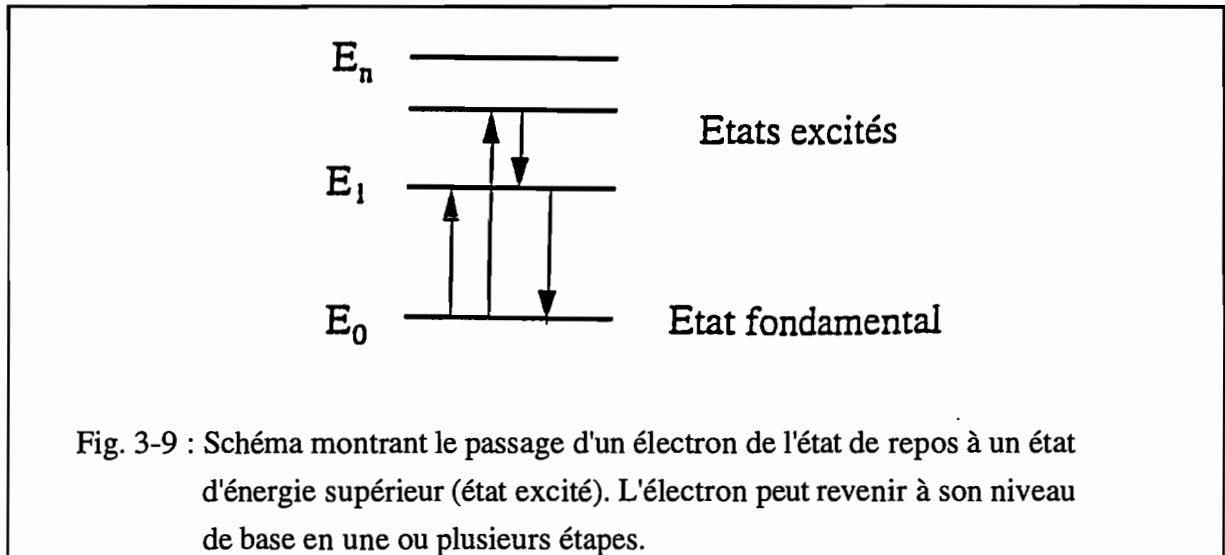 Eₙ
Etats excités
E₁
E₀ Etat fondamental
Fig. 3-9 : Schéma montrant le passage d'un électron de l'état de repos à un état
d'énergie supérieur (état excité). L'électron peut revenir à son niveau
de base en une ou plusieurs étapes.